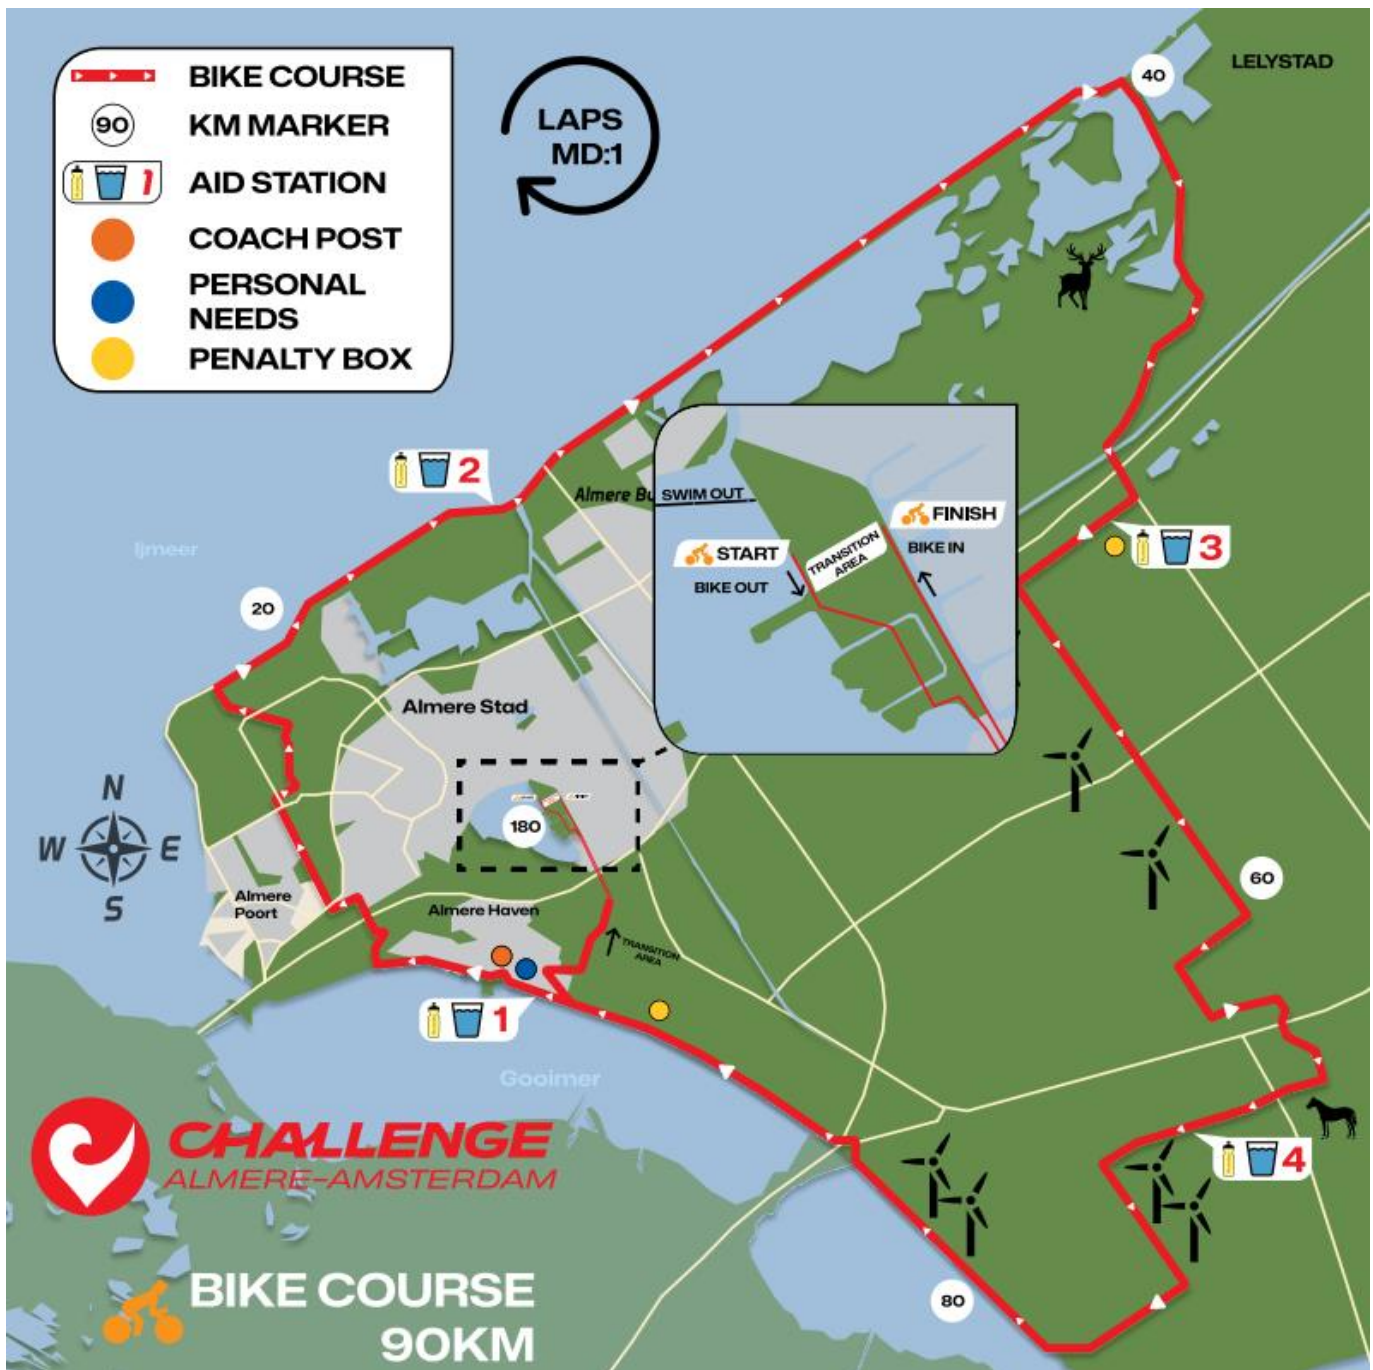 BIKE COURSE
90
KM MARKER
1
AID STATION
COACH POST
PERSONAL
NEEDS
PENALTY BOX
LAPS
MD:1
40
LELYSTAD
2
Almere Bu
SWIM OUT
START
BIKE OUT
TRANSITION
AREA
FINISH
BIKE IN
3
Ijmeer
20
Almere Stad
180
N
W
E
S
Almere
Poort
Almere Haven
TRANSITION
AREA
60
1
Gooimer
4
80
CHALLENGE
ALMERE-AMSTERDAM
BIKE COURSE
90KM